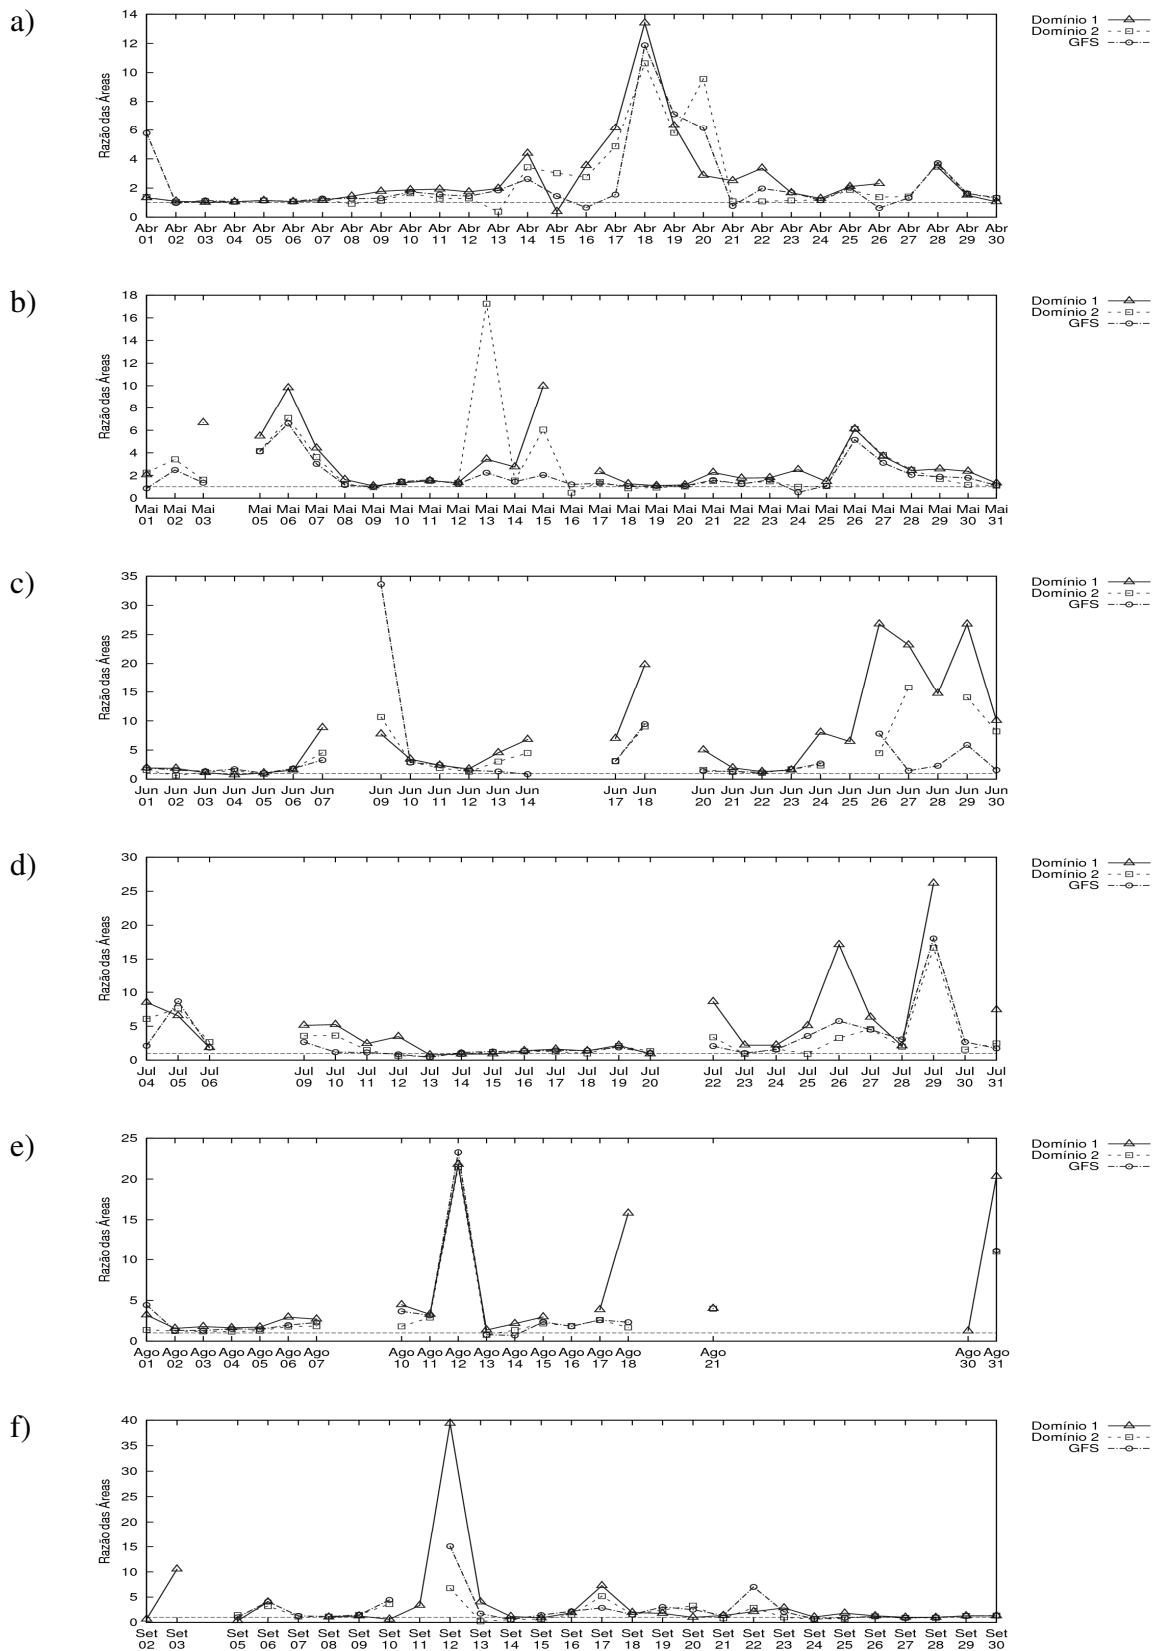 a)
Razão das Áreas
14
12
10
8
6
4
2
0
Abr Abr Abr Abr Abr Abr Abr Abr Abr Abr Abr Abr Abr Abr Abr Abr Abr Abr Abr Abr Abr Abr Abr Abr Abr Abr Abr Abr Abr Abr
01 02 03 04 05 06 07 08 09 10 11 12 13 14 15 16 17 18 19 20 21 22 23 24 25 26 27 28 29 30
Domínio 1
Domínio 2
GFS
b)
Razão das Áreas
18
16
14
12
10
8
6
4
2
0
Mai Mai Mai Mai Mai Mai Mai Mai Mai Mai Mai Mai Mai Mai Mai Mai Mai Mai Mai Mai Mai Mai Mai Mai Mai Mai Mai Mai Mai Mai
01 02 03 05 06 07 08 09 10 11 12 13 14 15 16 17 18 19 20 21 22 23 24 25 26 27 28 29 30 31
Domínio 1
Domínio 2
GFS
c)
Razão das Áreas
35
30
25
20
15
10
5
0
Jun Jun Jun Jun Jun Jun Jun Jun Jun Jun Jun Jun Jun Jun Jun Jun Jun Jun Jun Jun Jun Jun Jun Jun Jun Jun
01 02 03 04 05 06 07 09 10 11 12 13 14 17 18 20 21 22 23 24 25 26 27 28 29 30
Domínio 1
Domínio 2
GFS
d)
Razão das Áreas
30
25
20
15
10
5
0
Jul Jul Jul Jul Jul Jul Jul Jul Jul Jul Jul Jul Jul Jul Jul Jul Jul Jul Jul Jul Jul Jul Jul Jul Jul
04 05 06 09 10 11 12 13 14 15 16 17 18 19 20 22 23 24 25 26 27 28 29 30 31
Domínio 1
Domínio 2
GFS
e)
Razão das Áreas
25
20
15
10
5
0
Ago Ago Ago Ago Ago Ago Ago Ago Ago Ago Ago Ago Ago Ago Ago Ago Ago Ago Ago
01 02 03 04 05 06 07 10 11 12 13 14 15 16 17 18 21 30 31
Domínio 1
Domínio 2
GFS
f)
Razão das Áreas
40
35
30
25
20
15
10
5
0
Set Set Set Set Set Set Set Set Set Set Set Set Set Set Set Set Set Set Set Set Set Set Set Set Set Set Set Set
02 03 05 06 07 08 09 10 11 12 13 14 15 16 17 18 19 20 21 22 23 24 25 26 27 28 29 30
Domínio 1
Domínio 2
GFS